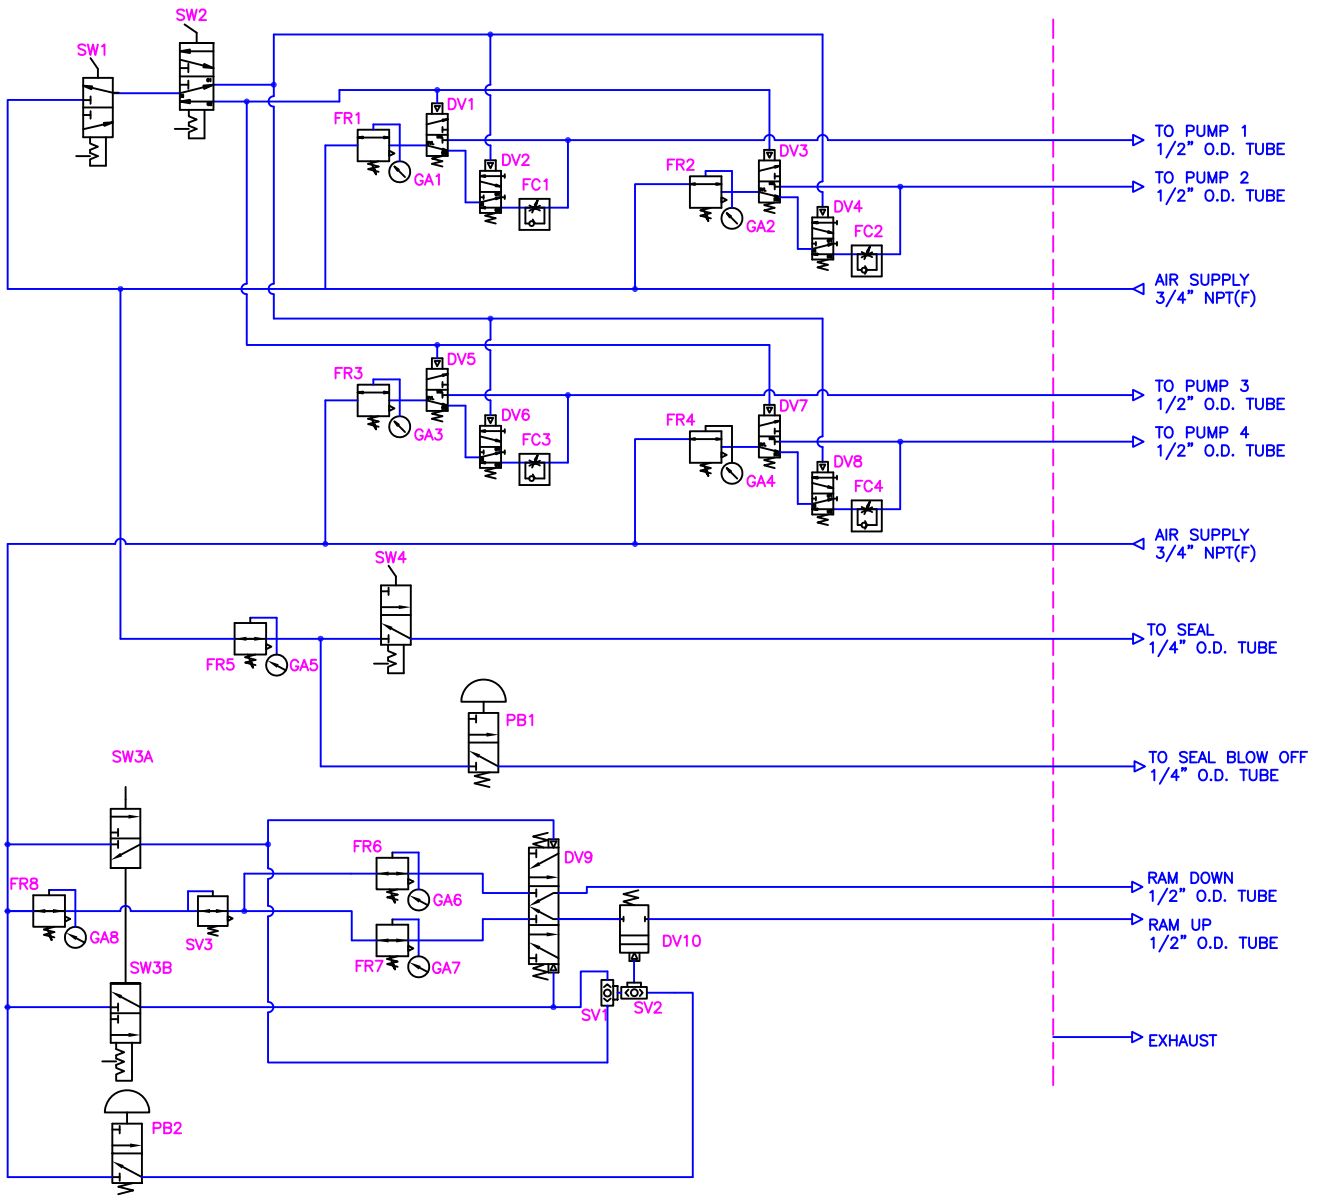 SW2
SW1
DV1
FR1
TO PUMP 1
1/2" O.D. TUBE
DV3
DV2
FR2
GA1
FC1
TO PUMP 2
1/2" O.D. TUBE
DV4
GA2
FC2
AIR SUPPLY
3/4" NPT(F)
DV5
FR3
TO PUMP 3
1/2" O.D. TUBE
DV7
DV6
FR4
GA3
FC3
TO PUMP 4
1/2" O.D. TUBE
DV8
GA4
FC4
AIR SUPPLY
3/4" NPT(F)
SW4
TO SEAL
1/4" O.D. TUBE
FR5
GA5
PB1
SW3A
TO SEAL BLOW OFF
1/4" O.D. TUBE
FR6
DV9
FR8
RAM DOWN
1/2" O.D. TUBE
GA6
GA8
SV3
DV10
RAM UP
1/2" O.D. TUBE
SW3B
FR7
GA7
SV1
SV2
EXHAUST
PB2